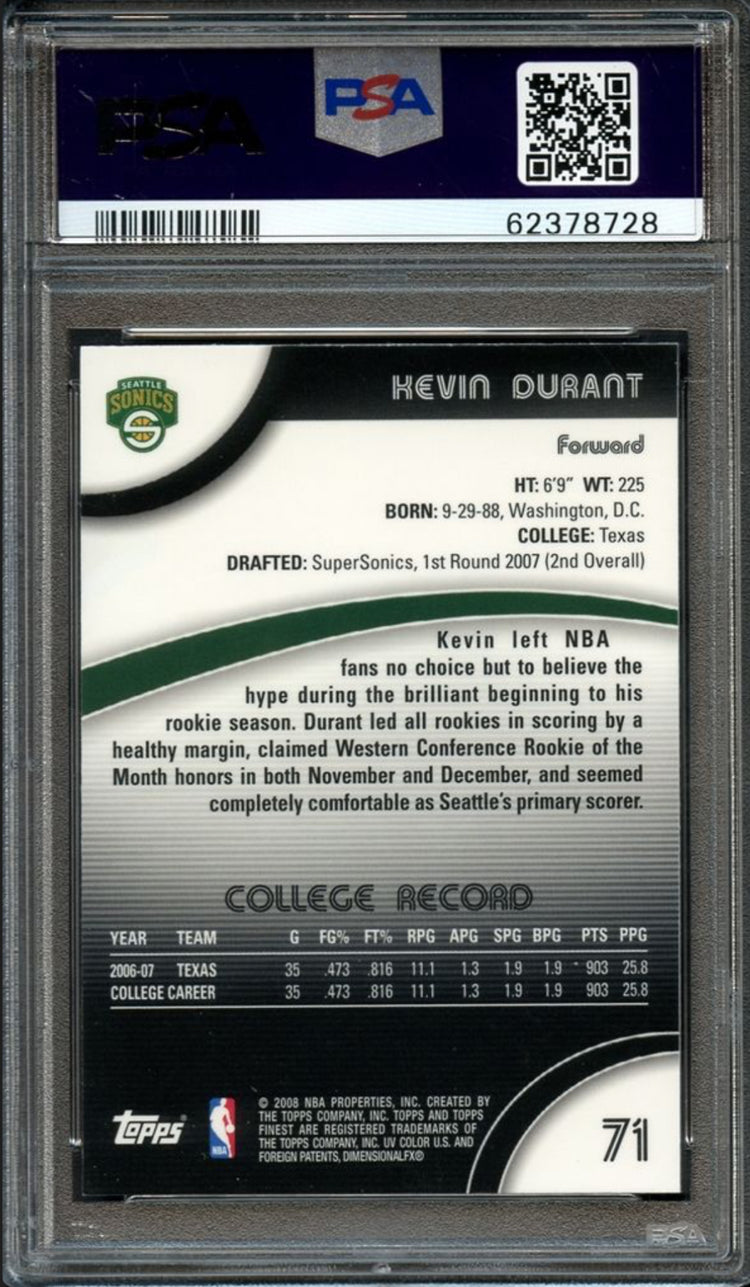 PSA
PSA
62378728
SEATTLE
SONICS
KEVIN DURANT
Forward
HT: 6'9" WT: 225
BORN: 9-29-88, Washington, D.C.
COLLEGE: Texas
DRAFTED: SuperSonics, 1st Round 2007 (2nd Overall)
Kevin left NBA
fans no choice but to believe the
hype during the brilliant beginning to his
rookie season. Durant led all rookies in scoring by a
healthy margin, claimed Western Conference Rookie of the
Month honors in both November and December, and seemed
completely comfortable as Seattle's primary scorer.
COLLEGE RECORD
YEAR TEAM G FG% FT% RPG APG SPG BPG PTS PPG
2006-07 TEXAS 35 .473 .816 11.1 1.3 1.9 1.9 903 25.8
COLLEGE CAREER 35 .473 .816 11.1 1.3 1.9 1.9 903 25.8
Topps®
NBA
© 2008 NBA PROPERTIES, INC. CREATED BY
THE TOPPS COMPANY, INC. TOPPS AND TOPPS
FINEST ARE REGISTERED TRADEMARKS OF
THE TOPPS COMPANY, INC. UV COLOR U.S. AND
FOREIGN PATENTS, DIMENSIONALFX®
71
PSA